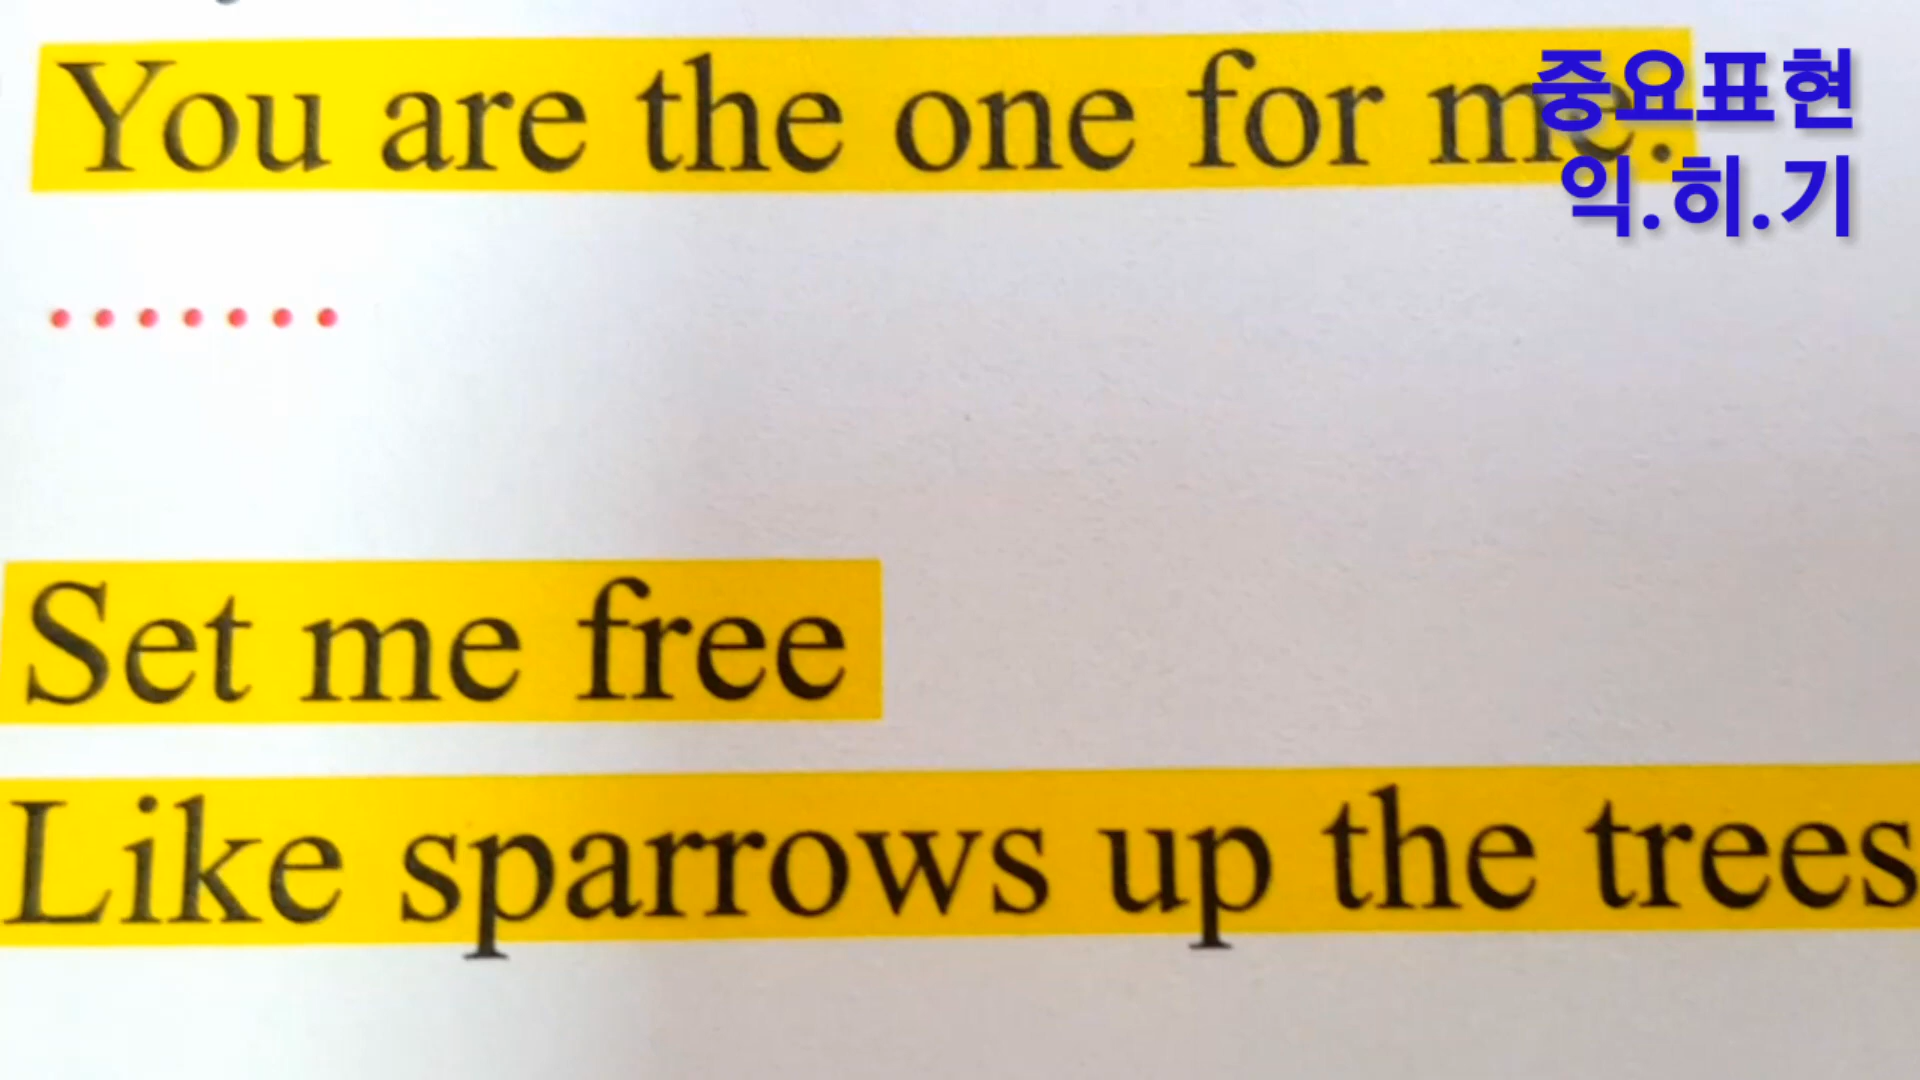 You are the one for me.
중요표현
익.히.기
.......
Set me free
Like sparrows up the trees